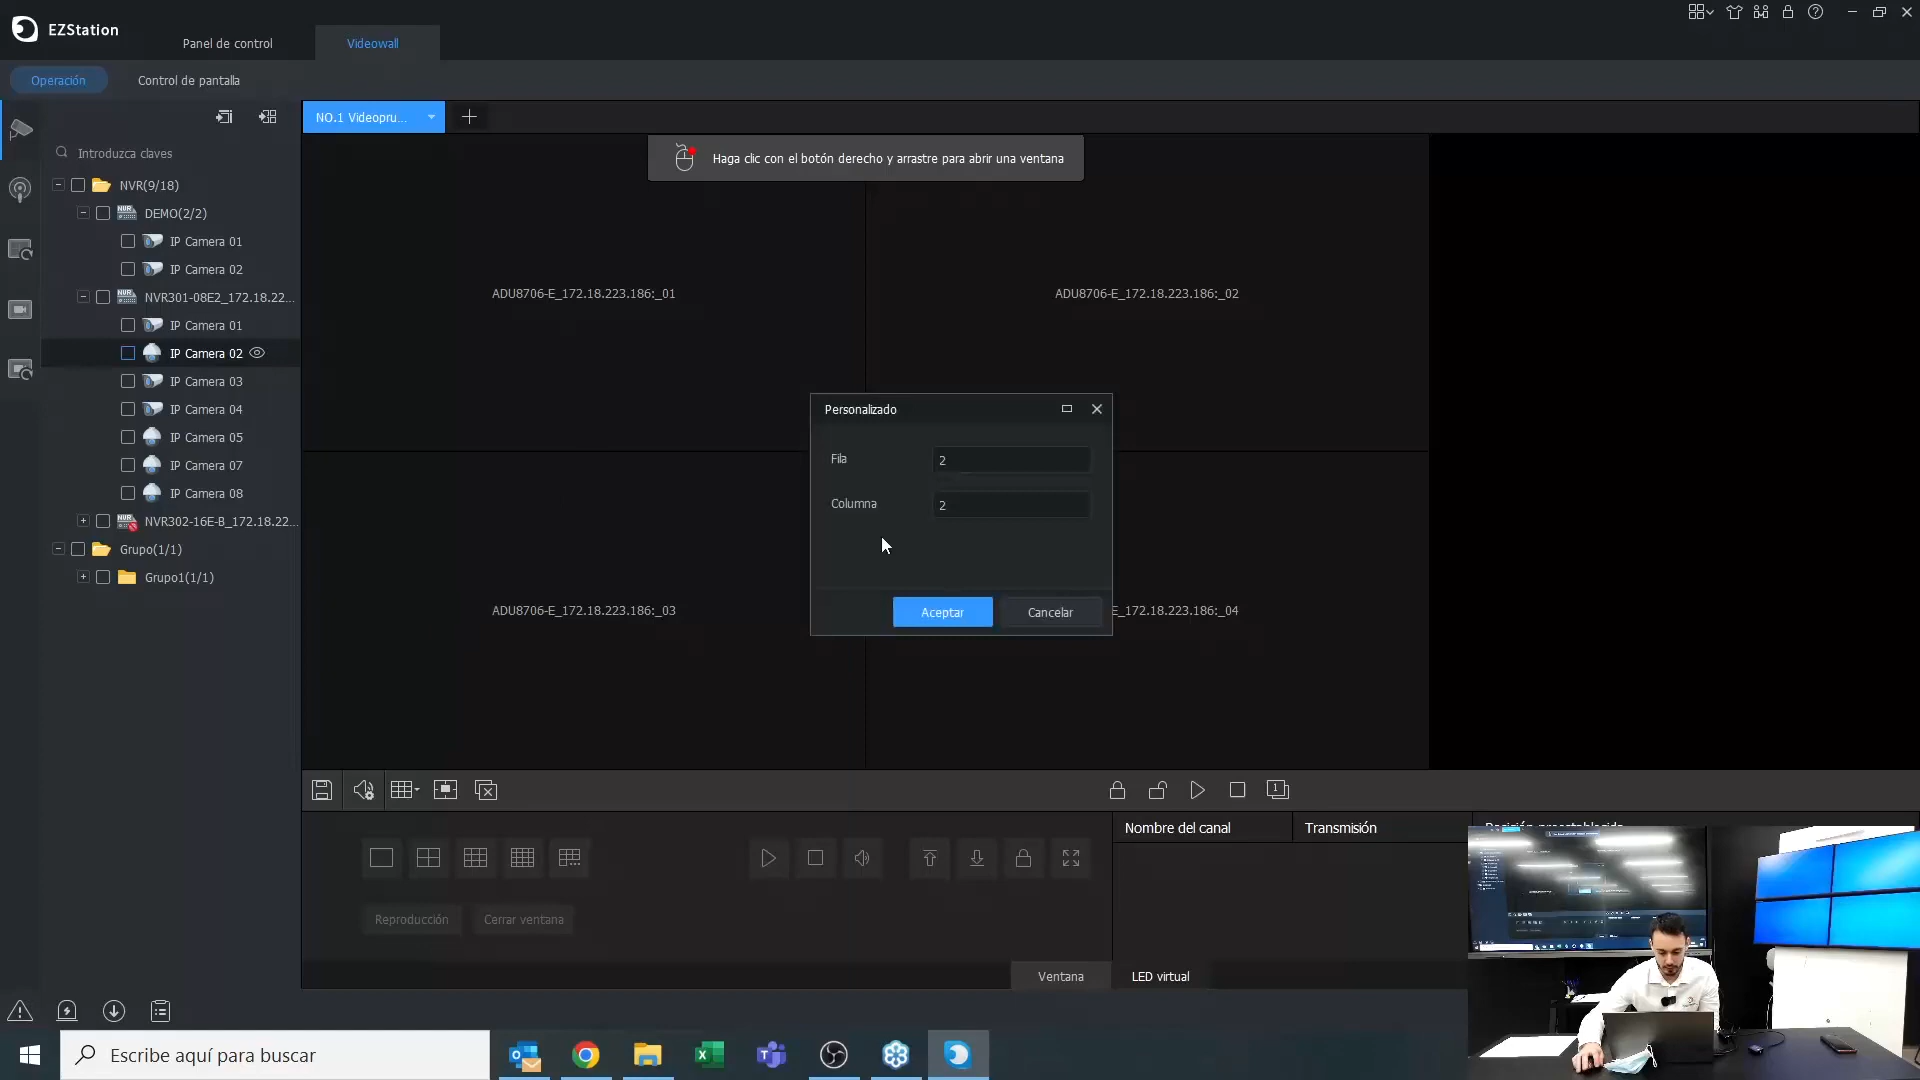 EZStation
Panel de control
Videowall
Operación
Control de pantalla
NO.1 Videopru...
Introduzca claves
Haga clic con el botón derecho y arrastre para abrir una ventana
NVR(9/18)
DEMO(2/2)
IP Camera 01
IP Camera 02
NVR301-08E2_172.18.22...
IP Camera 01
IP Camera 02
IP Camera 03
IP Camera 04
IP Camera 05
IP Camera 07
IP Camera 08
NVR302-16E-B_172.18.22...
Grupo(1/1)
Grupo1(1/1)
ADU8706-E_172.18.223.186:_01
ADU8706-E_172.18.223.186:_02
ADU8706-E_172.18.223.186:_03
E_172.18.223.186:_04
Personalizado
Fila
2
Columna
2
Aceptar
Cancelar
Nombre del canal
Transmisión
Reproducción
Cerrar ventana
Ventana
LED virtual
Escribe aquí para buscar